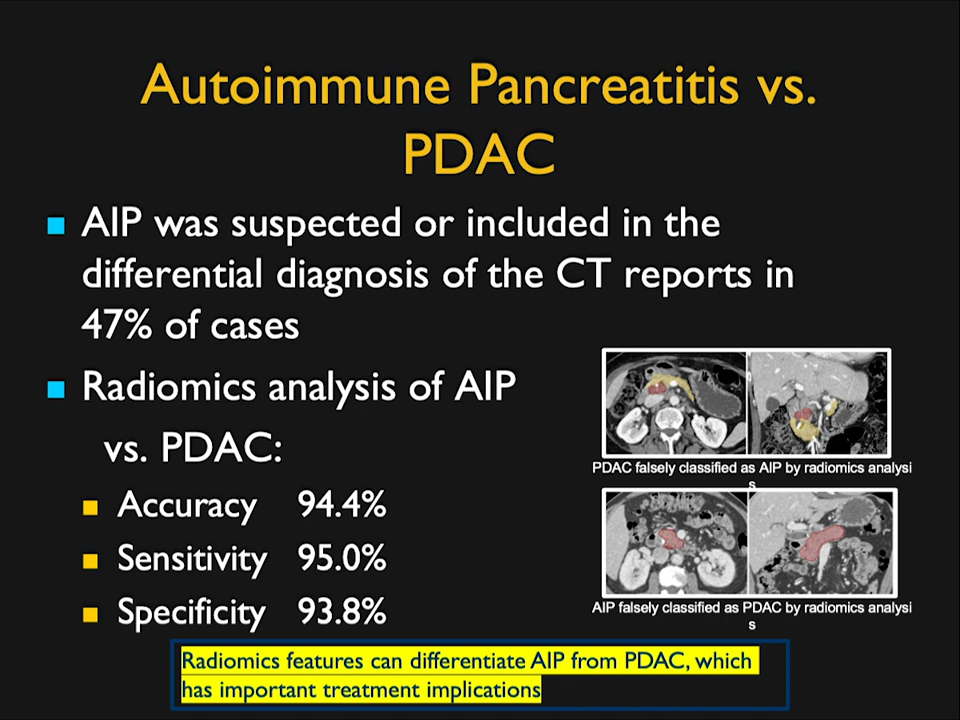 Autoimmune Pancreatitis vs.
PDAC
AIP was suspected or included in the
differential diagnosis of the CT reports in
47% of cases
Radiomics analysis of AIP
vs. PDAC:
Accuracy 94.4%
Sensitivity 95.0%
Specificity 93.8%
PDAC falsely classified as AIP by radiomics analysi
s
AIP falsely classified as PDAC by radiomics analysi
s
Radiomics features can differentiate AIP from PDAC, which
has important treatment implications